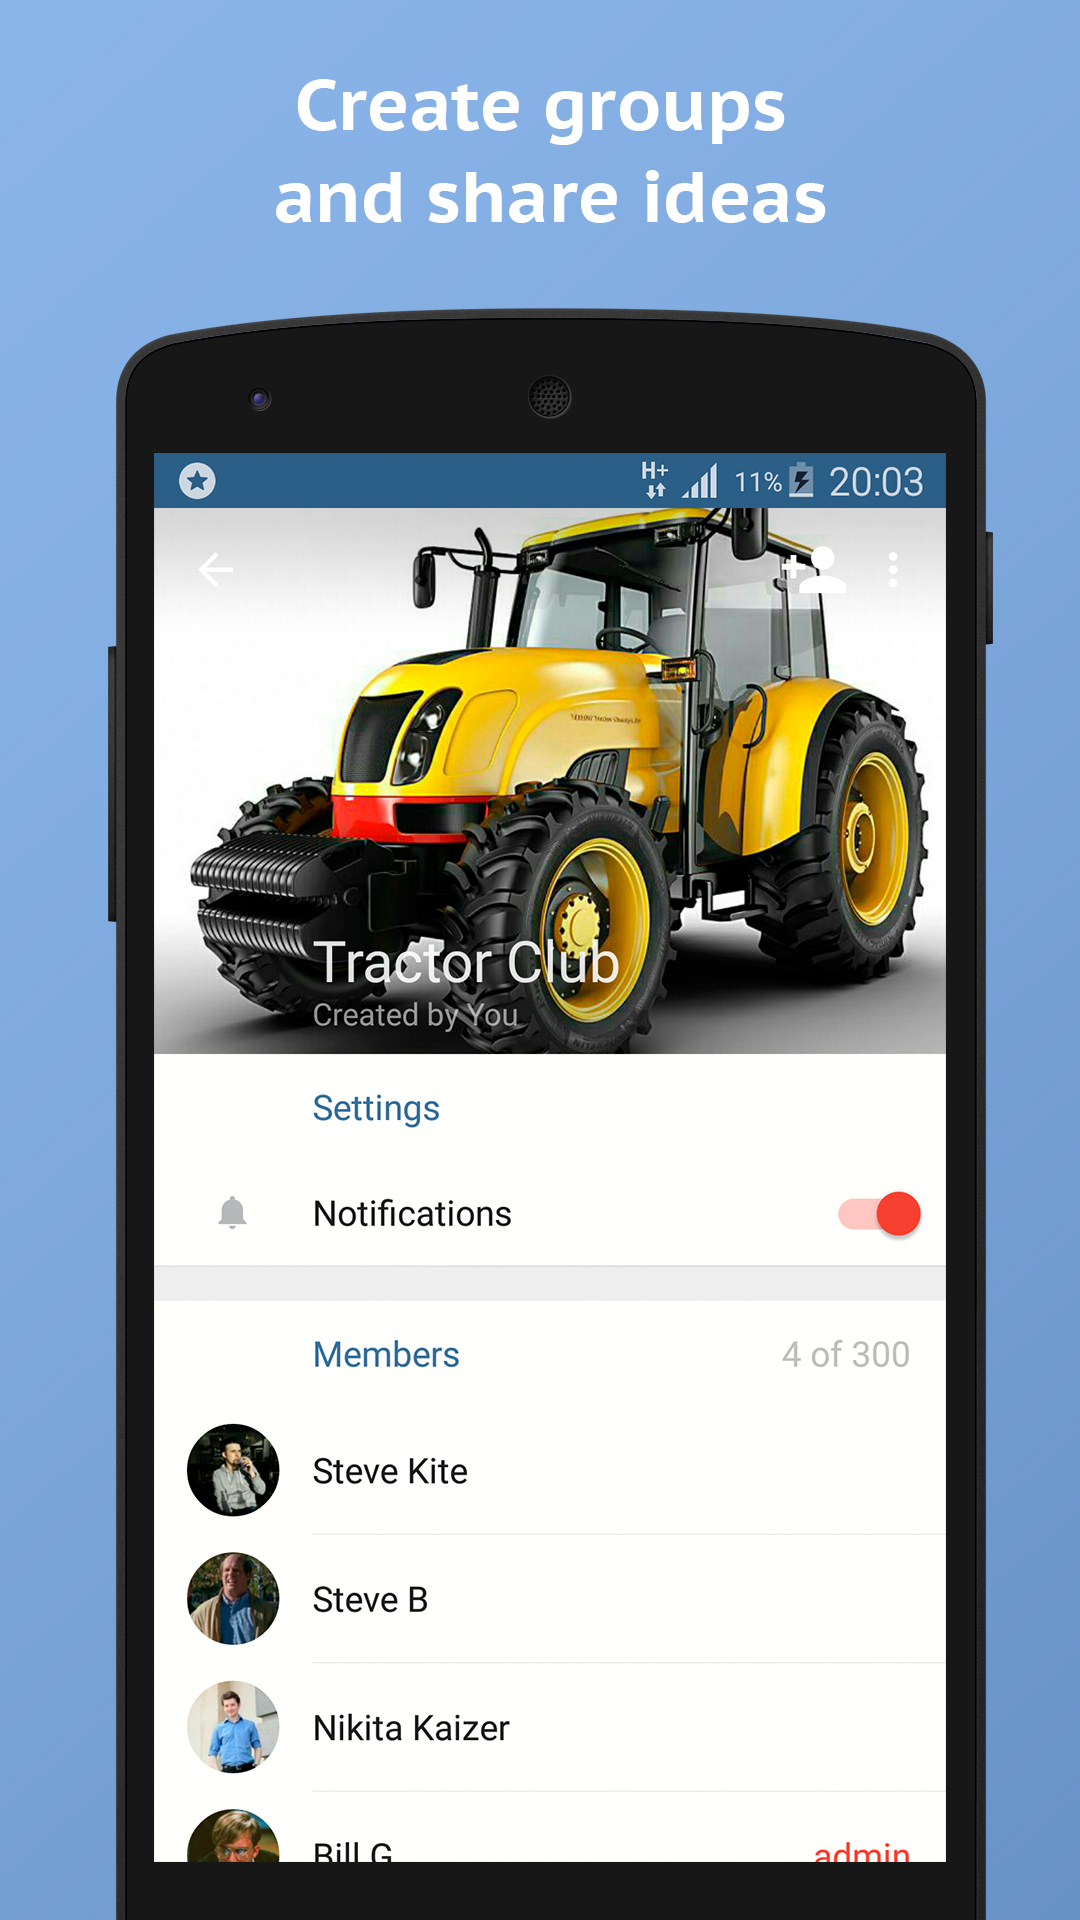 Create groups
and share ideas
H+ 11% 20:03
Tractor Club
Created by You
Settings
Notifications
Members 4 of 300
Steve Kite
Steve B
Nikita Kaizer
Bill G admin